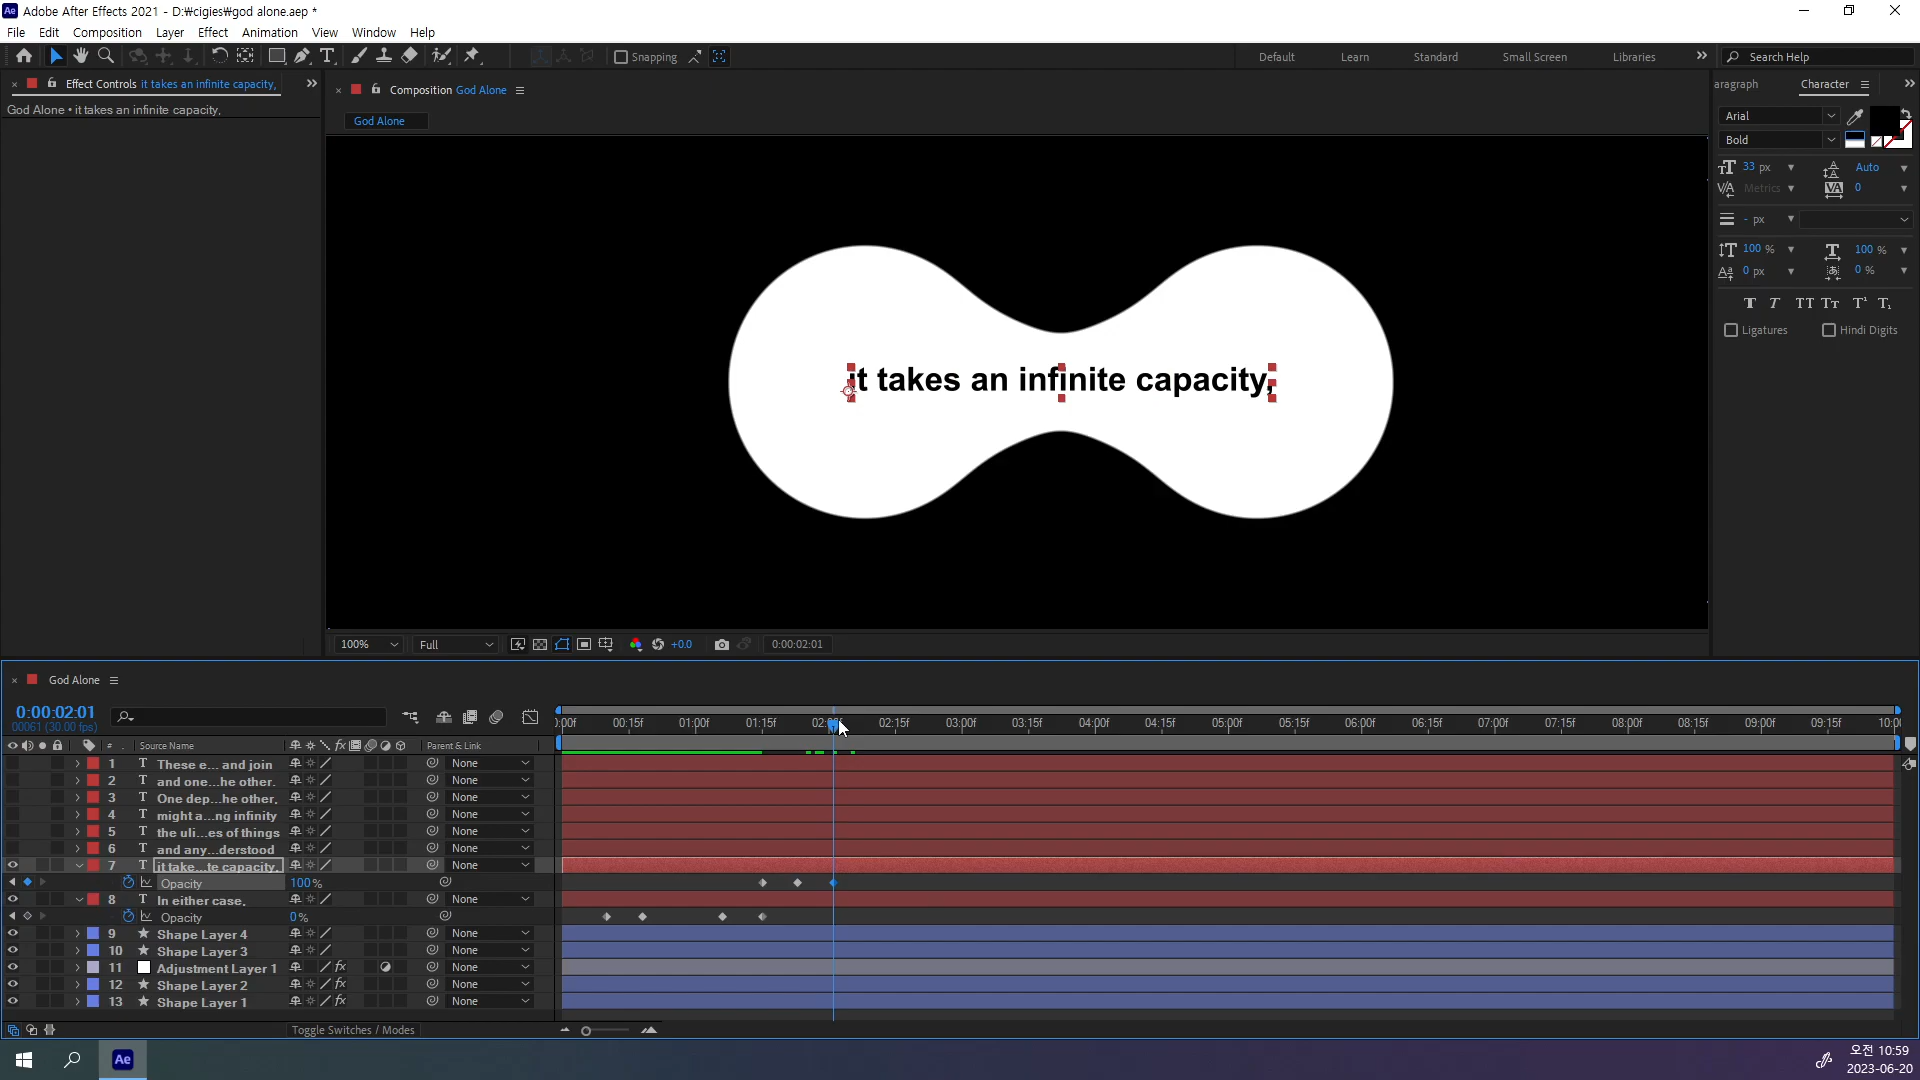 Ae Adobe After Effects 2021 - D:₩cigies₩god alone.aep *
File Edit Composition Layer Effect Animation View Window Help
Snapping
Default Learn Standard Small Screen Libraries
Search Help
Effect Controls it takes an infinite capacity,
God Alone • it takes an infinite capacity,
Composition God Alone
God Alone
aragraph Character
Arial
Bold
33 px Auto
Metrics 0
- px
100 % 100 %
0 px 0 %
Ligatures Hindi Digits
it takes an infinite capacity,
100% Full +0.0 0:00:02:01
God Alone
0:00:02:01
00061 (30.00 fps)
):00f 00:15f 01:00f 01:15f 02:00f 02:15f 03:00f 03:15f 04:00f 04:15f 05:00f 05:15f 06:00f 06:15f 07:00f 07:15f 08:00f 08:15f 09:00f 09:15f 10:0
# . Source Name fx Parent & Link
1 T These e... and join None
2 T and one...he other. None
3 T One dep...he other, None
4 T might a...ng infinity None
5 T the uli...es of things None
6 T and any...derstood None
7 T it take...te capacity, None
Opacity 100%
8 T In either case, None
Opacity 0%
9 Shape Layer 4 None
10 Shape Layer 3 None
11 Adjustment Layer 1 fx None
12 Shape Layer 2 fx None
13 Shape Layer 1 fx None
Toggle Switches / Modes
Ae
오전 10:59
2023-06-20